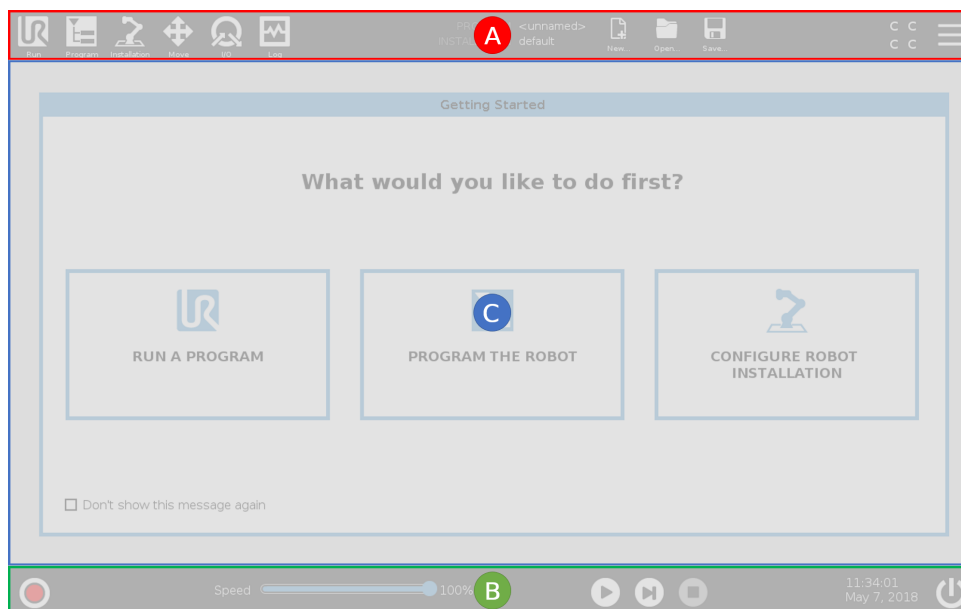 Run Program Installation Move I/O Log
<unnamed>
default
New... Open... Save...
A
C C
C C
Getting Started
What would you like to do first?
C
RUN A PROGRAM
PROGRAM THE ROBOT
CONFIGURE ROBOT
INSTALLATION
Don't show this message again
Speed
100%
B
11:34:01
May 7, 2018